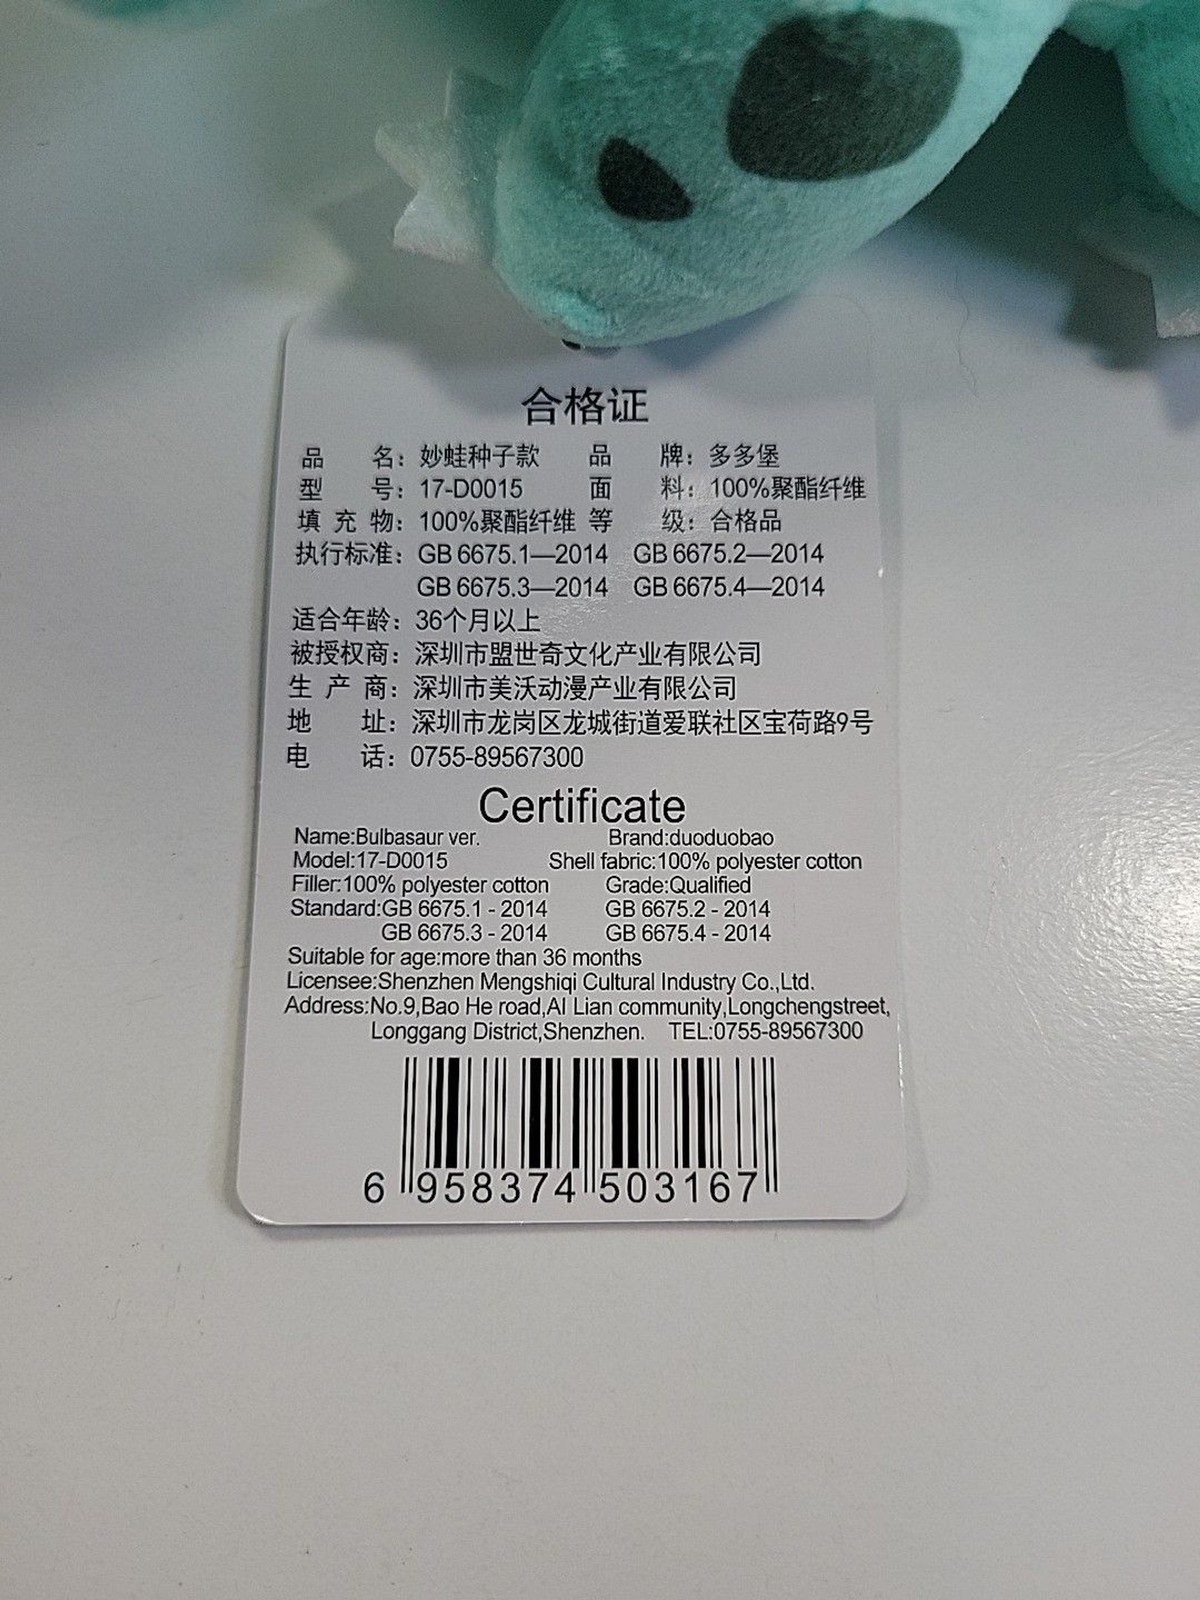 合格证
品 名：妙蛙种子款 品 牌：多多堡
型 号：17-D0015 面 料：100%聚酯纤维
填 充 物：100%聚酯纤维 等 级：合格品
执行标准：GB 6675.1—2014 GB 6675.2—2014
GB 6675.3—2014 GB 6675.4—2014
适合年龄：36个月以上
被授权商：深圳市盟世奇文化产业有限公司
生 产 商：深圳市美沃动漫产业有限公司
地 址：深圳市龙岗区龙城街道爱联社区宝荷路9号
电 话：0755-89567300
Certificate
Name:Bulbasaur ver. Brand:duoduobao
Model:17-D0015 Shell fabric:100% polyester cotton
Filler:100% polyester cotton Grade:Qualified
Standard:GB 6675.1 - 2014 GB 6675.2 - 2014
GB 6675.3 - 2014 GB 6675.4 - 2014
Suitable for age:more than 36 months
Licensee:Shenzhen Mengshiqi Cultural Industry Co.,Ltd.
Address:No.9,Bao He road,AI Lian community,Longchengstreet,
Longgang District,Shenzhen. TEL:0755-89567300
6 958374 503167